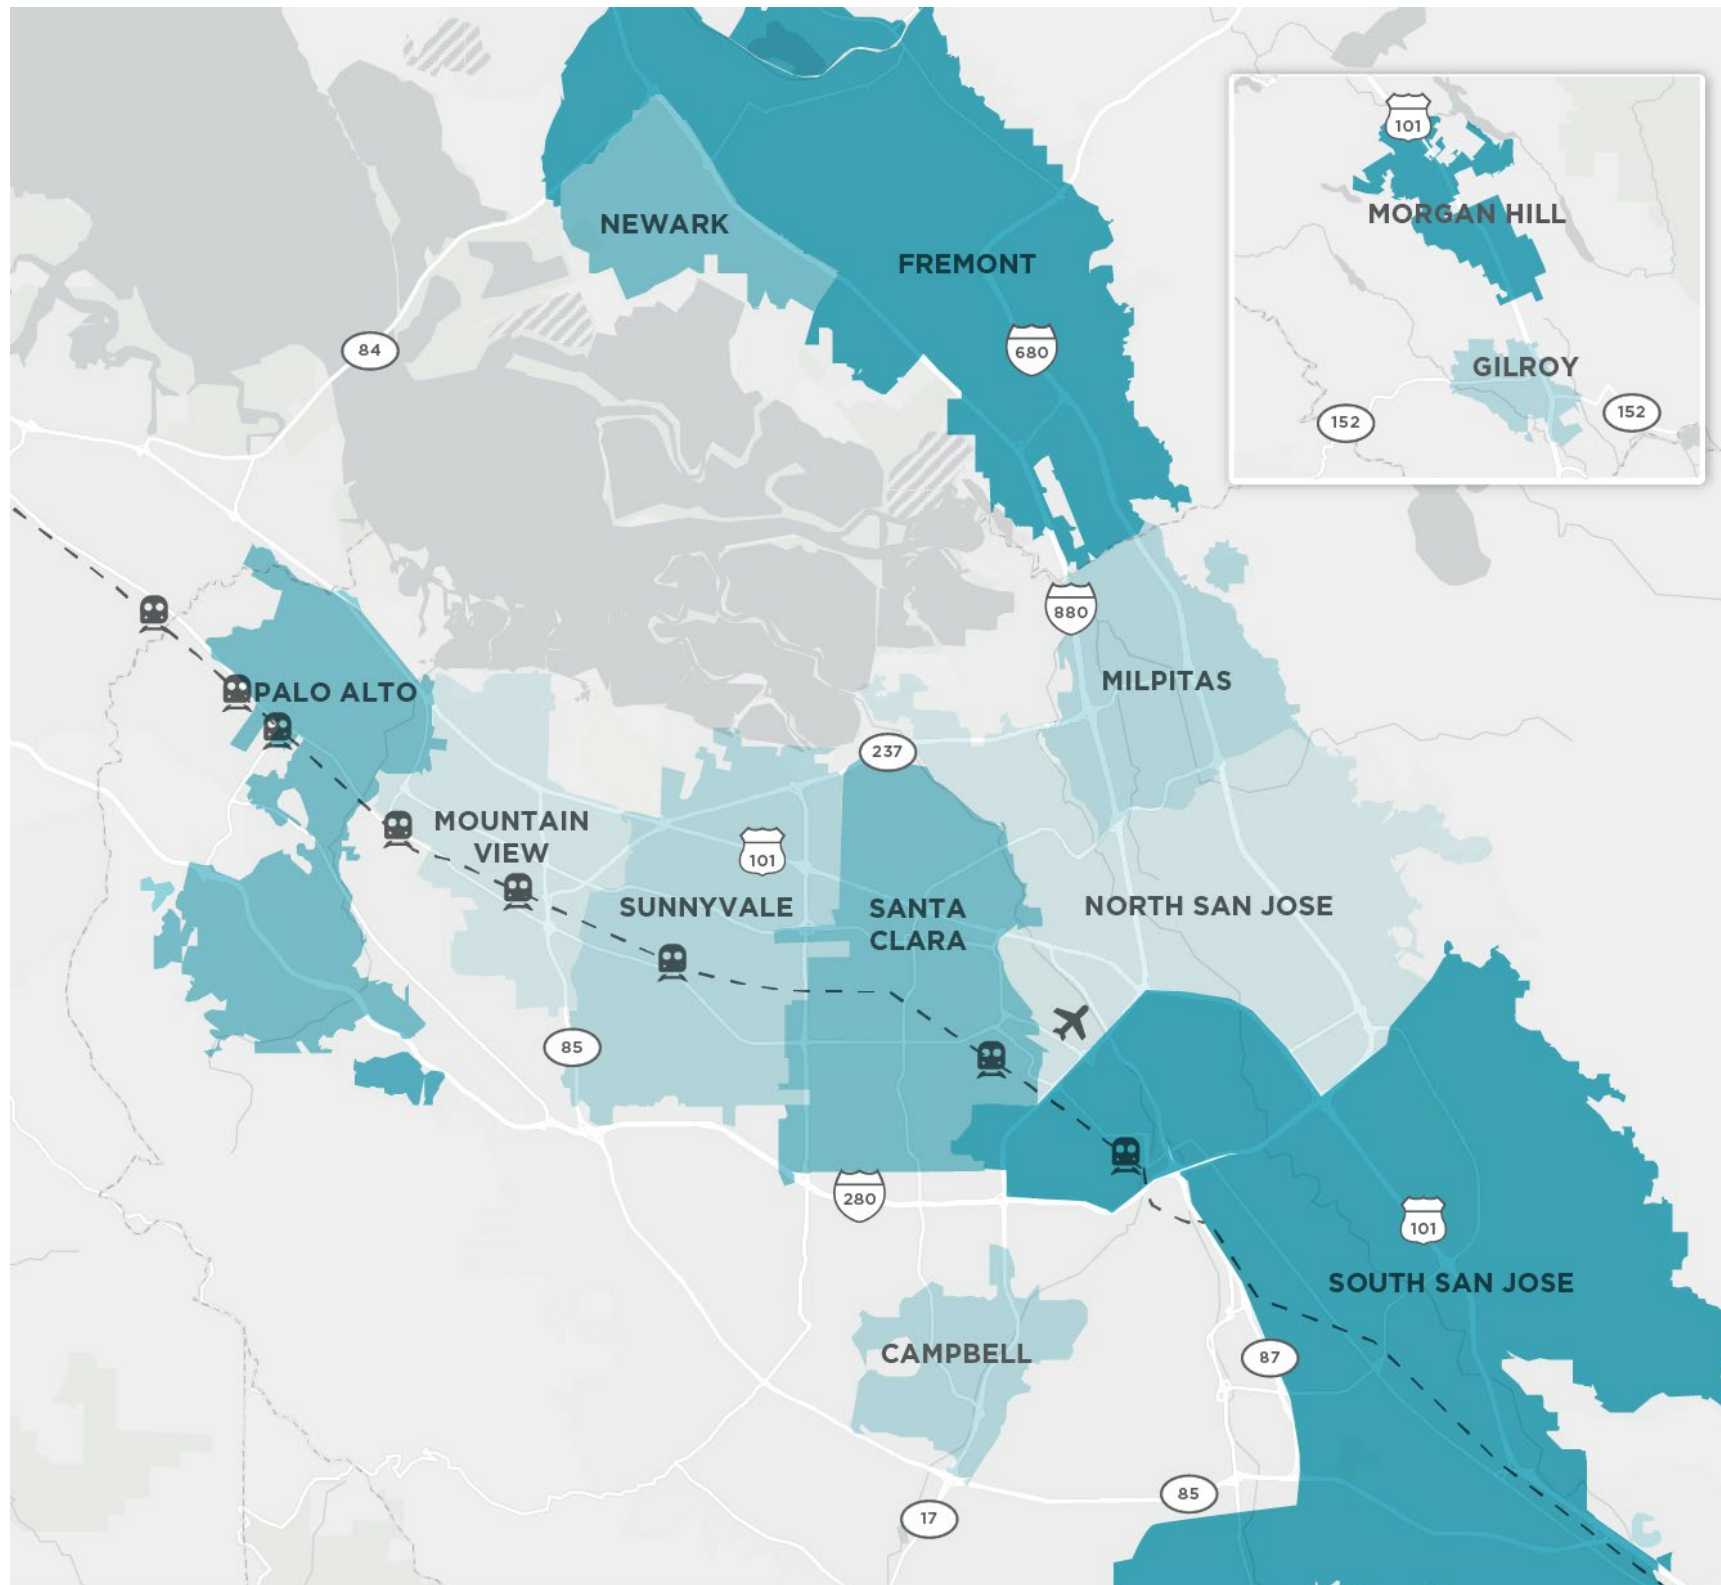 NEWARK
FREMONT
101
MORGAN HILL
680
84
GILROY
152
152
880
PALO ALTO
MILPITAS
237
MOUNTAIN
VIEW
101
SUNNYVALE
SANTA
CLARA
NORTH SAN JOSE
85
280
101
SOUTH SAN JOSE
CAMPBELL
87
85
17